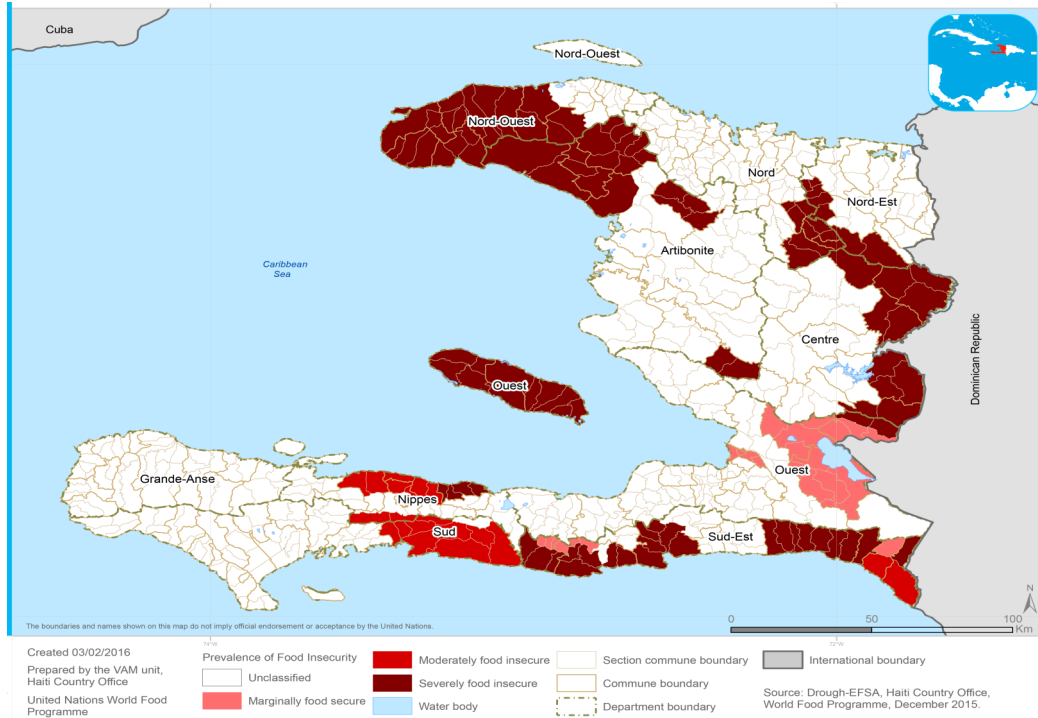 Cuba
Nord-Ouest
Nord-Ouest
Nord
Nord-Est
Artibonite
Caribbean
Sea
Dominican Republic
Centre
Ouest
Ouest
Grande-Anse
Nippes
Sud
Sud-Est
N
0 50 100
Km
The boundaries and names shown on this map do not imply official endorsement or acceptance by the United Nations.
74°W 72°W
Created 03/02/2016
Prepared by the VAM unit,
Haiti Country Office
United Nations World Food
Programme
Prevalence of Food Insecurity
Unclassified
Marginally food secure
Moderately food insecure
Severely food insecure
Water body
Section commune boundary
Commune boundary
Department boundary
International boundary
Source: Drough-EFSA, Haiti Country Office,
World Food Programme, December 2015.